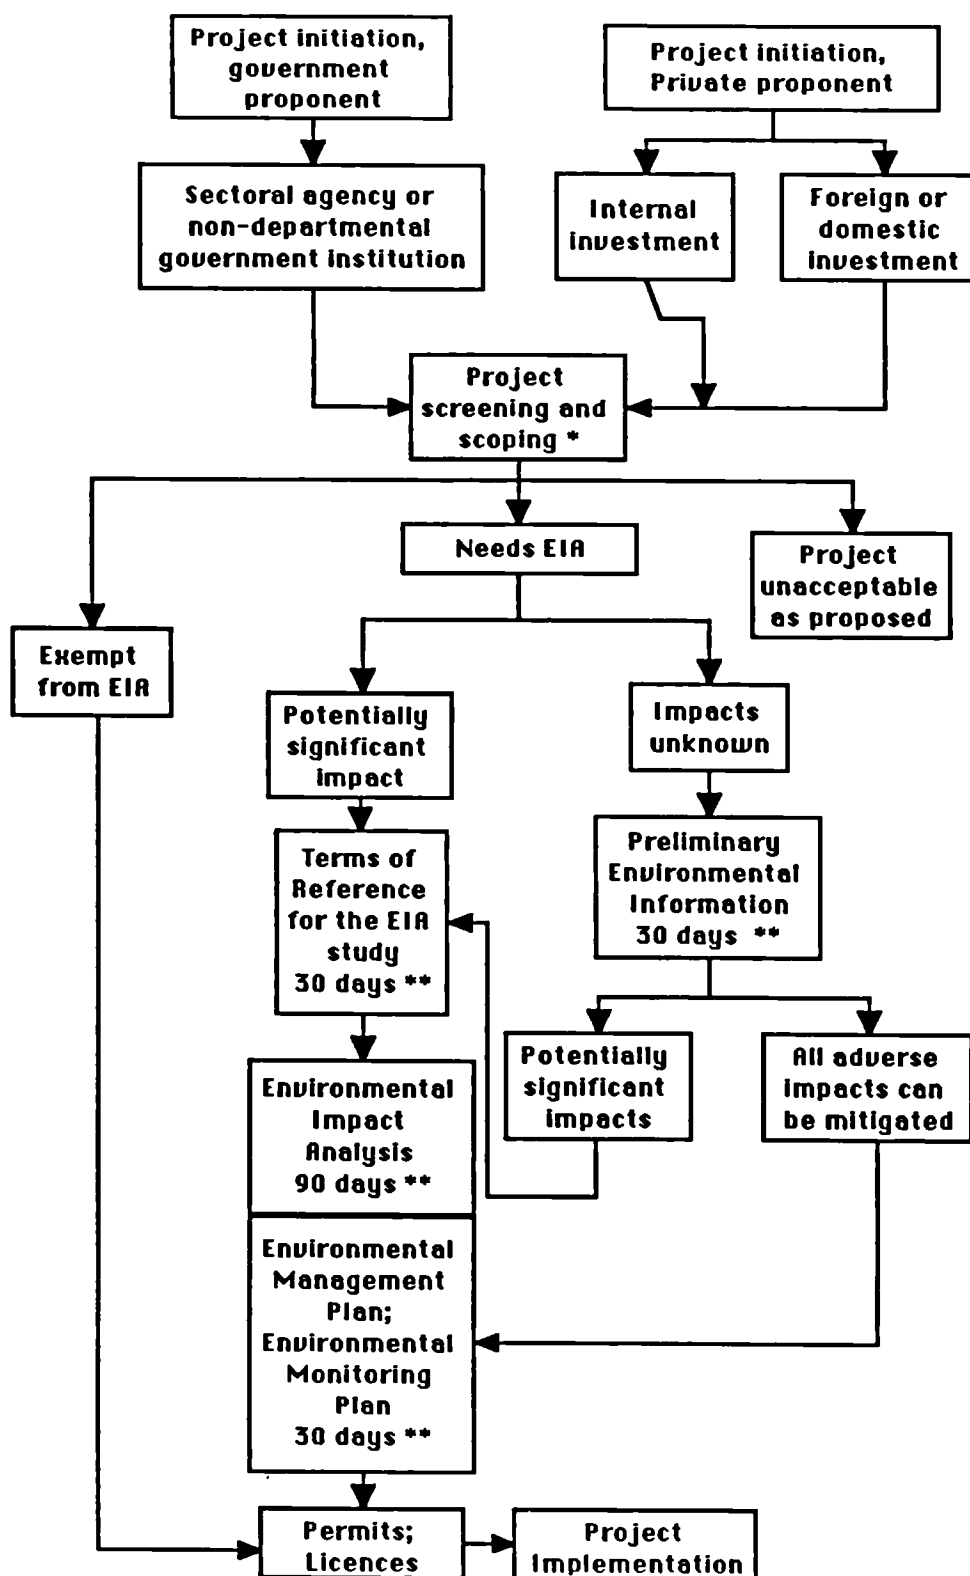 Project initiation,
government
proponent
Project initiation,
Private proponent
Sectoral agency or
non-departmental
government institution
Internal
investment
Foreign or
domestic
investment
Project
screening and
scoping *
Needs EIA
Project
unacceptable
as proposed
Exempt
from EIA
Potentially
significant
impact
Impacts
unknown
Terms of
Reference
for the EIA
study
30 days **
Preliminary
Environmental
Information
30 days **
Environmental
Impact
Analysis
90 days **
Potentially
significant
impacts
All adverse
impacts can
be mitigated
Environmental
Management
Plan;
Environmental
Monitoring
Plan
30 days **
Permits;
Licences
Project
Implementation